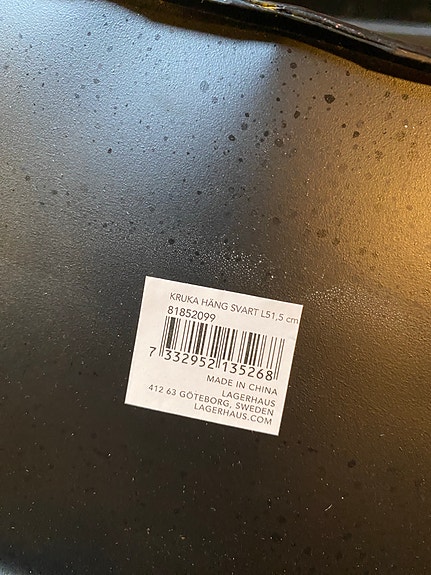 KRUKA HÄNG SVART L51,5 cm
81852099
7 332952 135268
MADE IN CHINA
LAGERHAUS
412 63 GÖTEBORG, SWEDEN
LAGERHAUS.COM